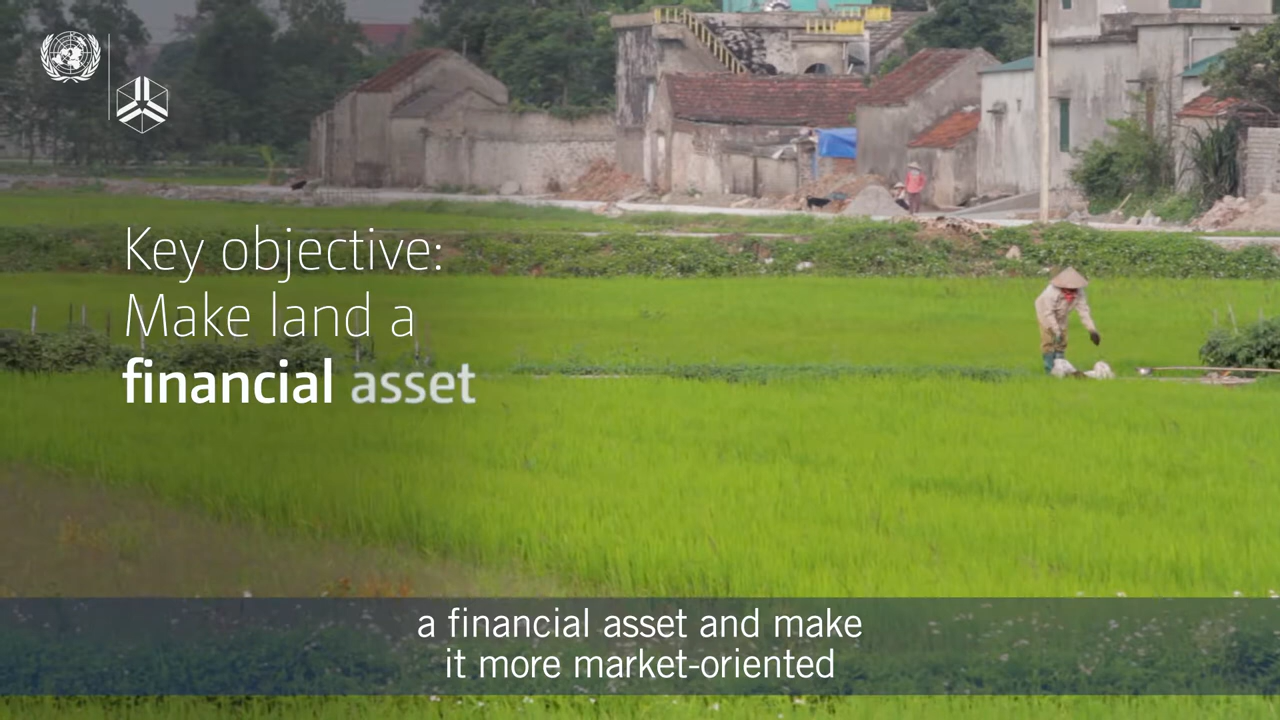 Key objective:
Make land a
financial asset
a financial asset and make
it more market-oriented